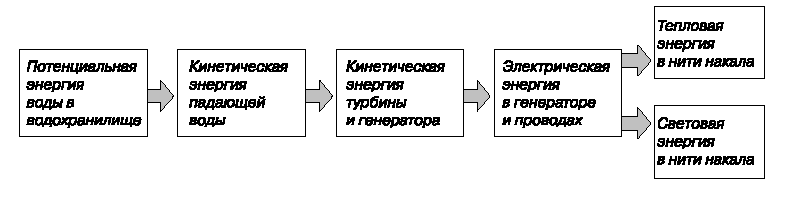 Потенциальная
энергия
воды в
водохранилище
Кинетическая
энергия
падающей
воды
Кинетическая
энергия
турбины
и генератора
Электрическая
энергия
в генераторе
и проводах
Тепловая
энергия
в нити накала
Световая
энергия
в нити накала